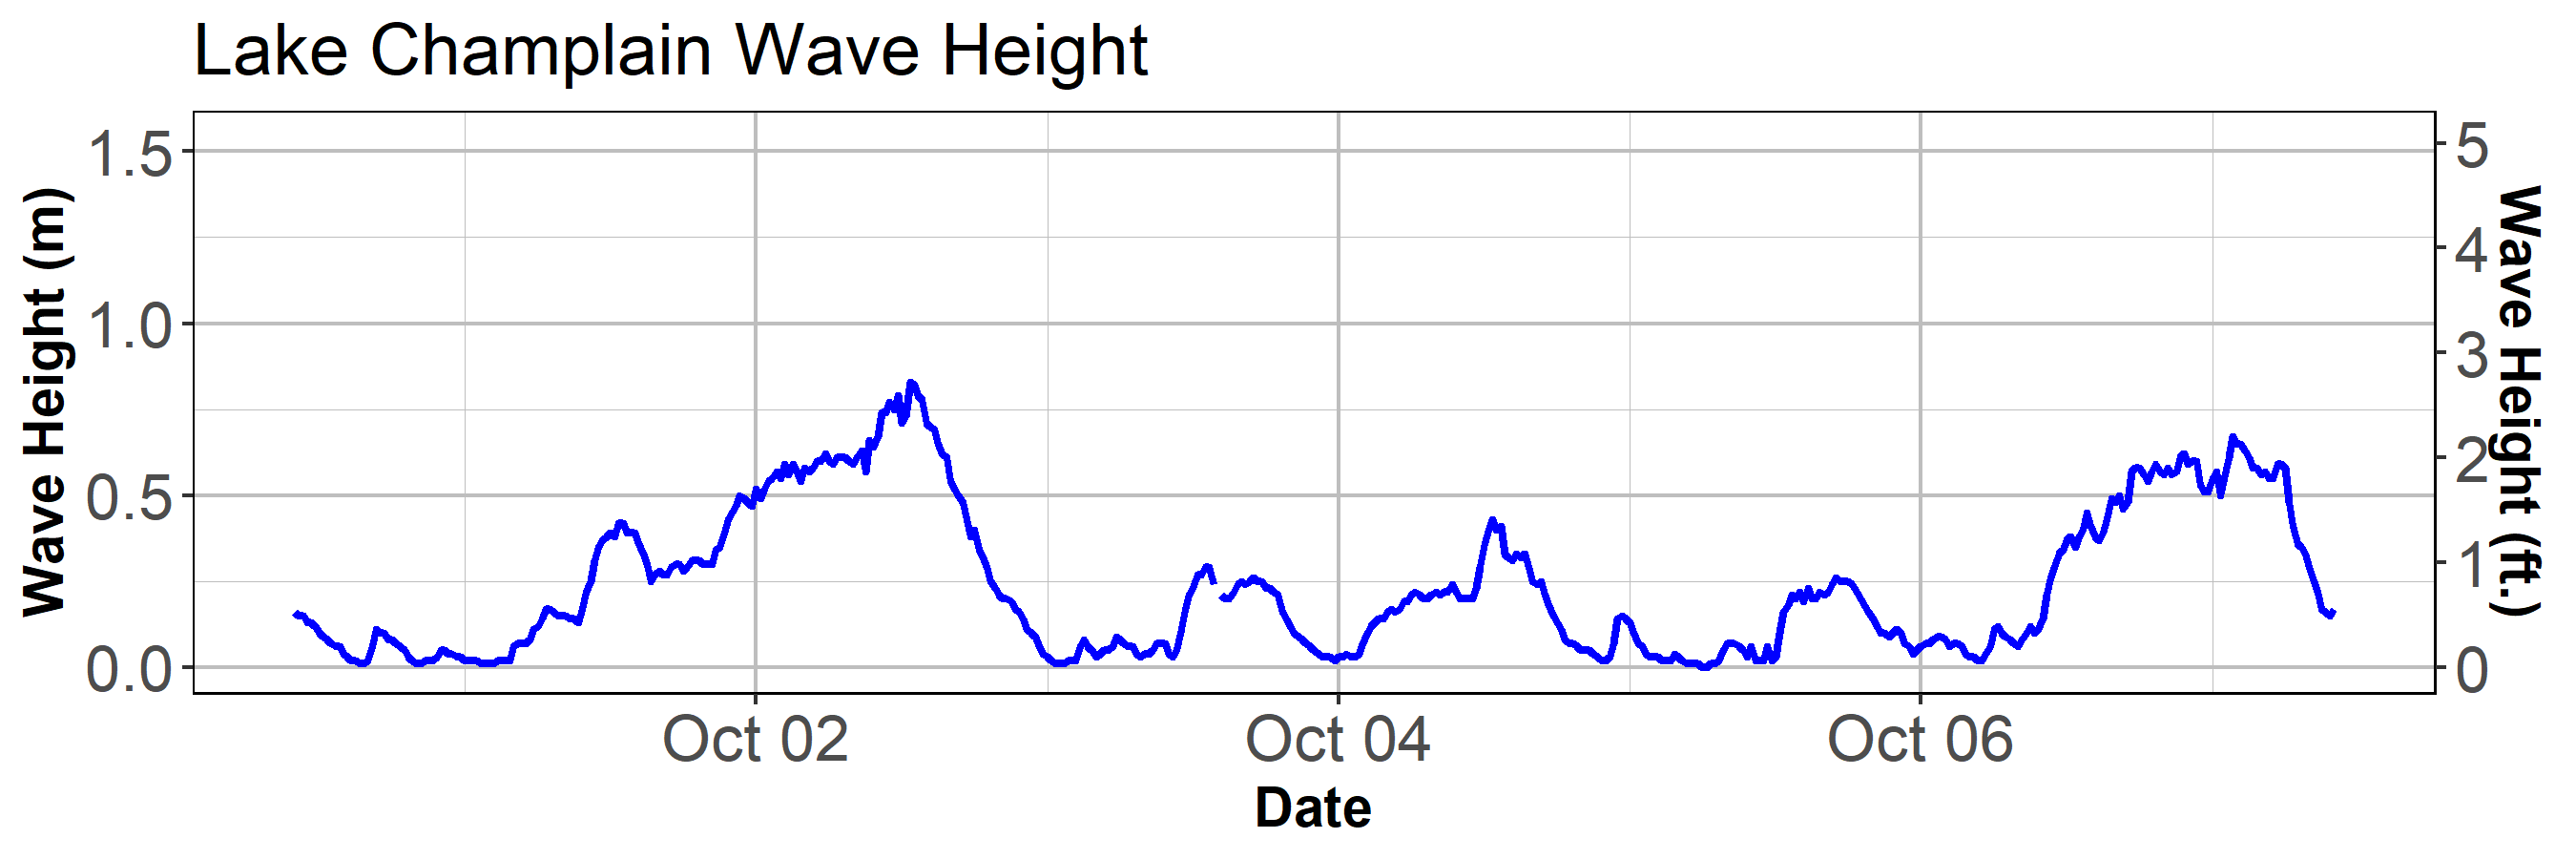 Lake Champlain Wave Height
Wave Height (m)
1.5
1.0
0.5
0.0
5
4
3
2
1
0
Wave Height (ft.)
Oct 02
Oct 04
Oct 06
Date